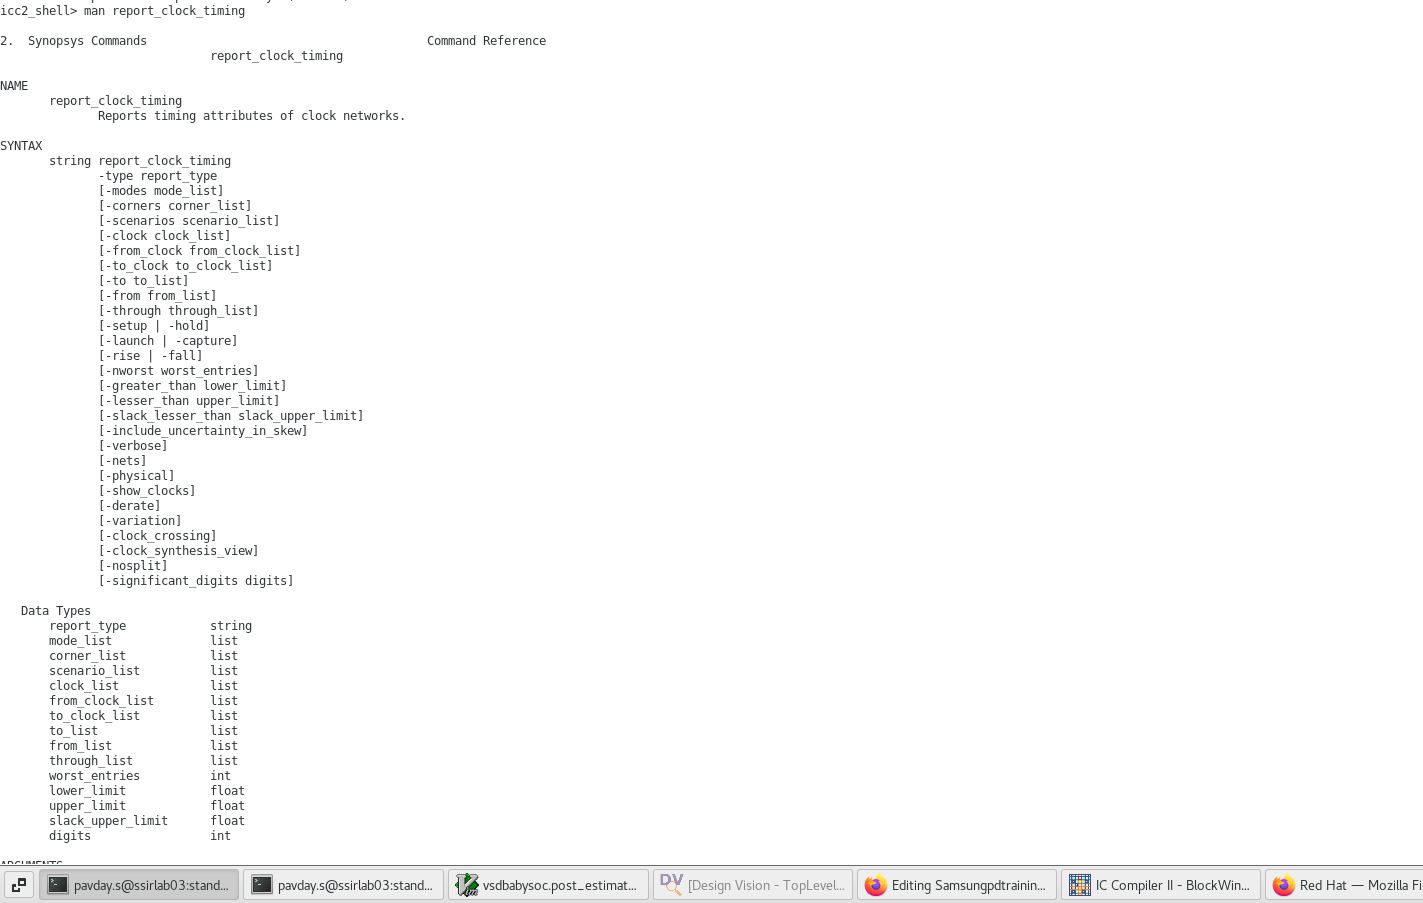 icc2_shell> man report_clock_timing
2.  Synopsys Commands                                        Command Reference
                              report_clock_timing
NAME
       report_clock_timing
              Reports timing attributes of clock networks.
SYNTAX
       string report_clock_timing
              -type report_type
              [-modes mode_list]
              [-corners corner_list]
              [-scenarios scenario_list]
              [-clock clock_list]
              [-from_clock from_clock_list]
              [-to_clock to_clock_list]
              [-to to_list]
              [-from from_list]
              [-through through_list]
              [-setup | -hold]
              [-launch | -capture]
              [-rise | -fall]
              [-nworst worst_entries]
              [-greater_than lower_limit]
              [-lesser_than upper_limit]
              [-slack_lesser_than slack_upper_limit]
              [-include_uncertainty_in_skew]
              [-verbose]
              [-nets]
              [-physical]
              [-show_clocks]
              [-derate]
              [-variation]
              [-clock_crossing]
              [-clock_synthesis_view]
              [-nosplit]
              [-significant_digits digits]
   Data Types
       report_type            string
       mode_list              list
       corner_list            list
       scenario_list          list
       clock_list             list
       from_clock_list        list
       to_clock_list          list
       to_list                list
       from_list              list
       through_list           list
       worst_entries          int
       lower_limit            float
       upper_limit            float
       slack_upper_limit      float
       digits                 int
ARGUMENTS
pavday.s@ssirlab03:stand... pavday.s@ssirlab03:stand... vsdbabysoc.post_estimat... DV [Design Vision - TopLevel... Editing Samsungpdtrainin... IC Compiler II - BlockWin... Red Hat — Mozilla Fi